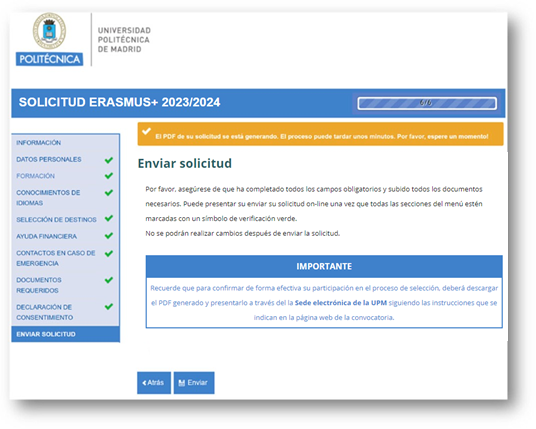 UNIVERSIDAD
POLITÉCNICA
DE MADRID
POLITÉCNICA
SOLICITUD ERASMUS+ 2023/2024
El PDF de su solicitud se está generando. El proceso puede tardar unos minutos. Por favor, espere un momento!
INFORMACIÓN
DATOS PERSONALES
FORMACIÓN
CONOCIMIENTOS DE
IDIOMAS
SELECCIÓN DE DESTINOS
AYUDA FINANCIERA
CONTACTOS EN CASO DE
EMERGENCIA
DOCUMENTOS
REQUERIDOS
DECLARACIÓN DE
CONSENTIMIENTO
ENVIAR SOLICITUD
Enviar solicitud
Por favor, asegúrese de que ha completado todos los campos obligatorios y subido todos los documentos
necesarios. Puede presentar su enviar su solicitud on-line una vez que todas las secciones del menú estén
marcadas con un símbolo de verificación verde.
No se podrán realizar cambios después de enviar la solicitud.
IMPORTANTE
Recuerde que para confirmar de forma efectiva su participación en el proceso de selección, deberá descargar
el PDF generado y presentarlo a través del la Sede electrónica de la UPM siguiendo las instrucciones que se
indican en la página web de la convocatoria.
Atrás
Enviar